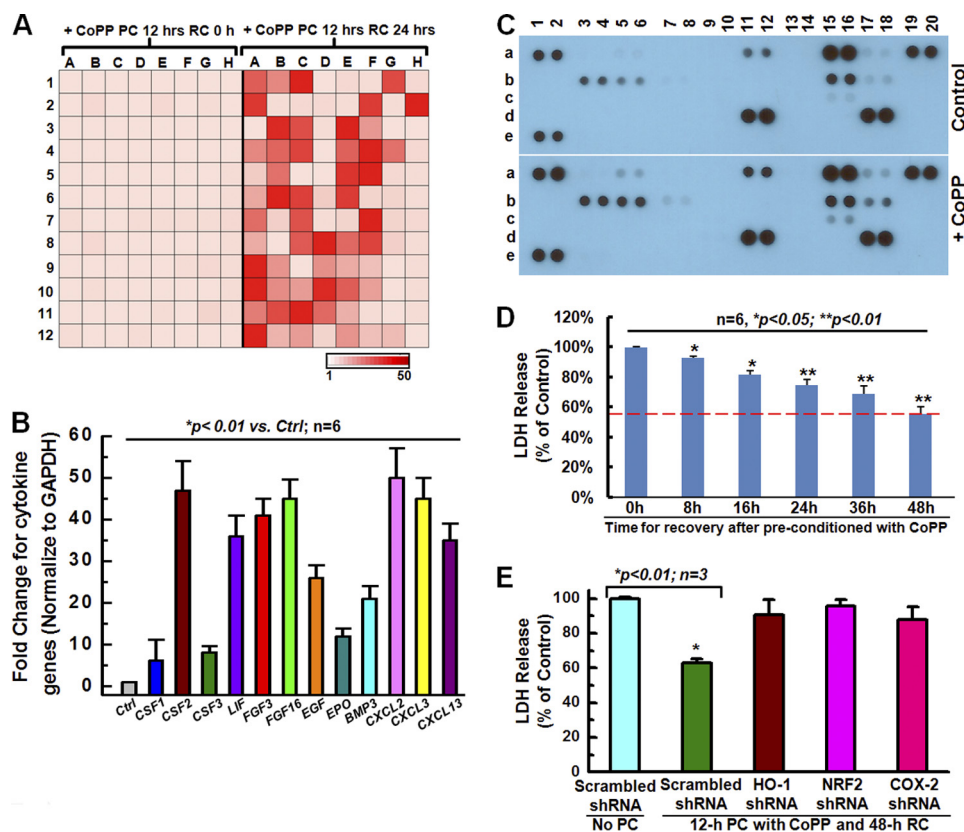 A
+ CoPP PC 12 hrs RC 0 h
+ CoPP PC 12 hrs RC 24 hrs
A B C D E F G H
A B C D E F G H
1
2
3
4
5
6
7
8
9
10
11
12
1 50
B
*p< 0.01 vs. Ctrl; n=6
Fold Change for cytokine
genes (Normalize to GAPDH)
60
50
40
30
20
10
0
Ctrl CSF1 CSF2 CSF3 LIF FGF3 FGF16 EGF EPO BMP3 CXCL2 CXCL3 CXCL13
C
1 2 3 4 5 6 7 8 9 10 11 12 13 14 15 16 17 18 19 20
a
b
c
d
e
Control
a
b
c
d
e
+ CoPP
D
n=6, *p<0.05; **p<0.01
LDH Release
(% of Control)
120%
100%
80%
60%
40%
20%
0%
* * ** ** **
0h 8h 16h 24h 36h 48h
Time for recovery after pre-conditioned with CoPP
E
*p<0.01; n=3
LDH Release
(% of Control)
100
80
60
40
20
0
*
Scrambled shRNA
Scrambled shRNA
HO-1 shRNA
NRF2 shRNA
COX-2 shRNA
No PC
12-h PC with CoPP and 48-h RC